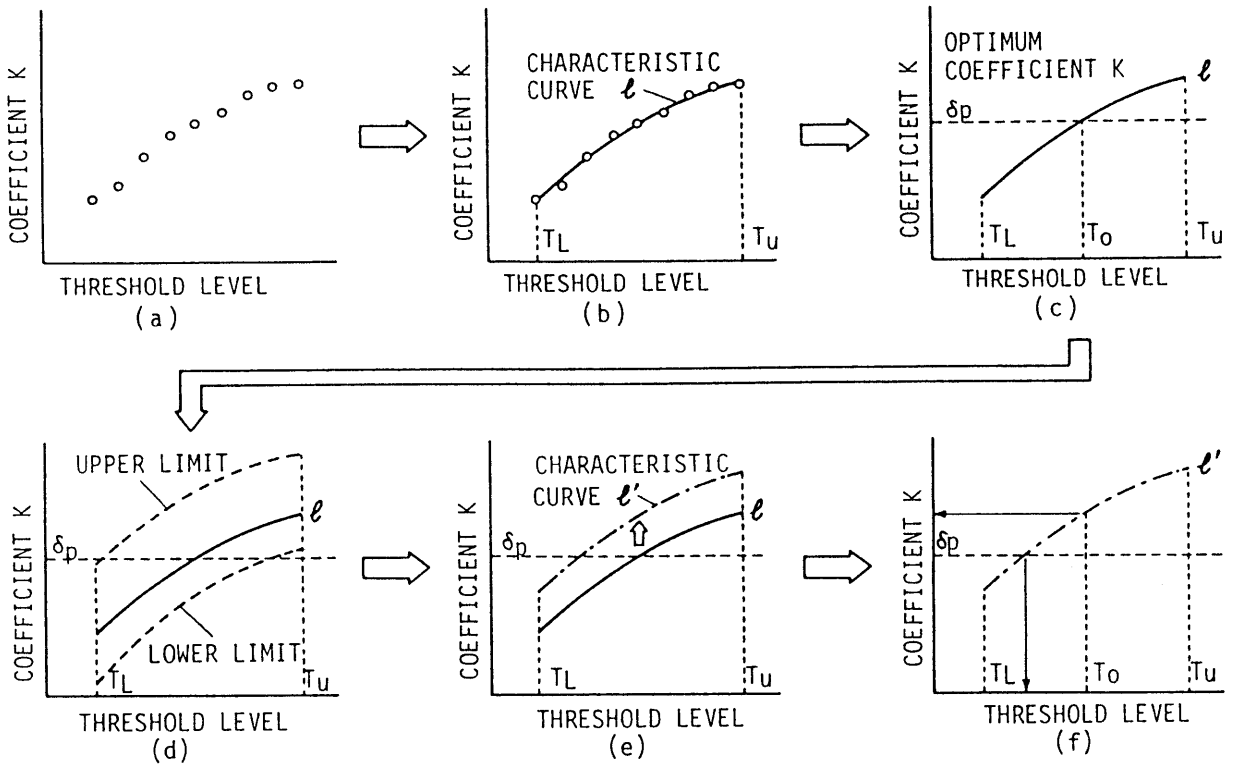 COEFFICIENT K
THRESHOLD LEVEL
(a)
COEFFICIENT K
CHARACTERISTIC
CURVE ℓ
TL
Tu
THRESHOLD LEVEL
(b)
COEFFICIENT K
OPTIMUM
COEFFICIENT K
ℓ
δp
TL
To
Tu
THRESHOLD LEVEL
(c)
COEFFICIENT K
UPPER LIMIT
ℓ
δp
LOWER LIMIT
TL
Tu
THRESHOLD LEVEL
(d)
COEFFICIENT K
CHARACTERISTIC
CURVE ℓ'
ℓ
δp
TL
Tu
THRESHOLD LEVEL
(e)
COEFFICIENT K
ℓ'
δp
TL
To
Tu
THRESHOLD LEVEL
(f)